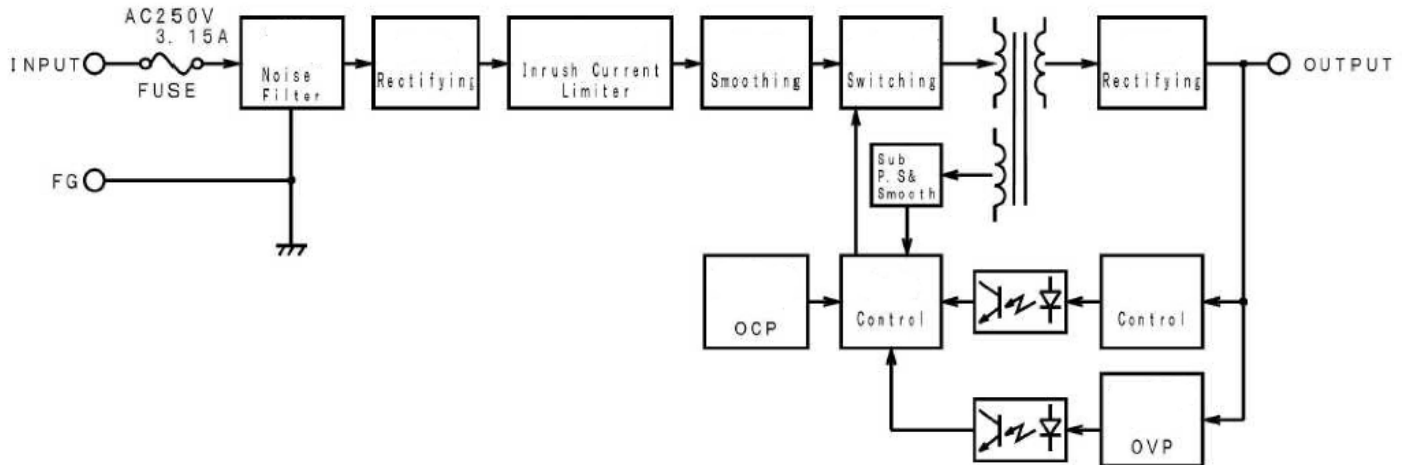 AC250V
3. 15A
INPUT
FUSE
Noise
Filter
Rectifying
Inrush Current
Limiter
Smoothing
Switching
Rectifying
OUTPUT
FG
Sub
P. S&
Smooth
OCP
Control
Control
OVP